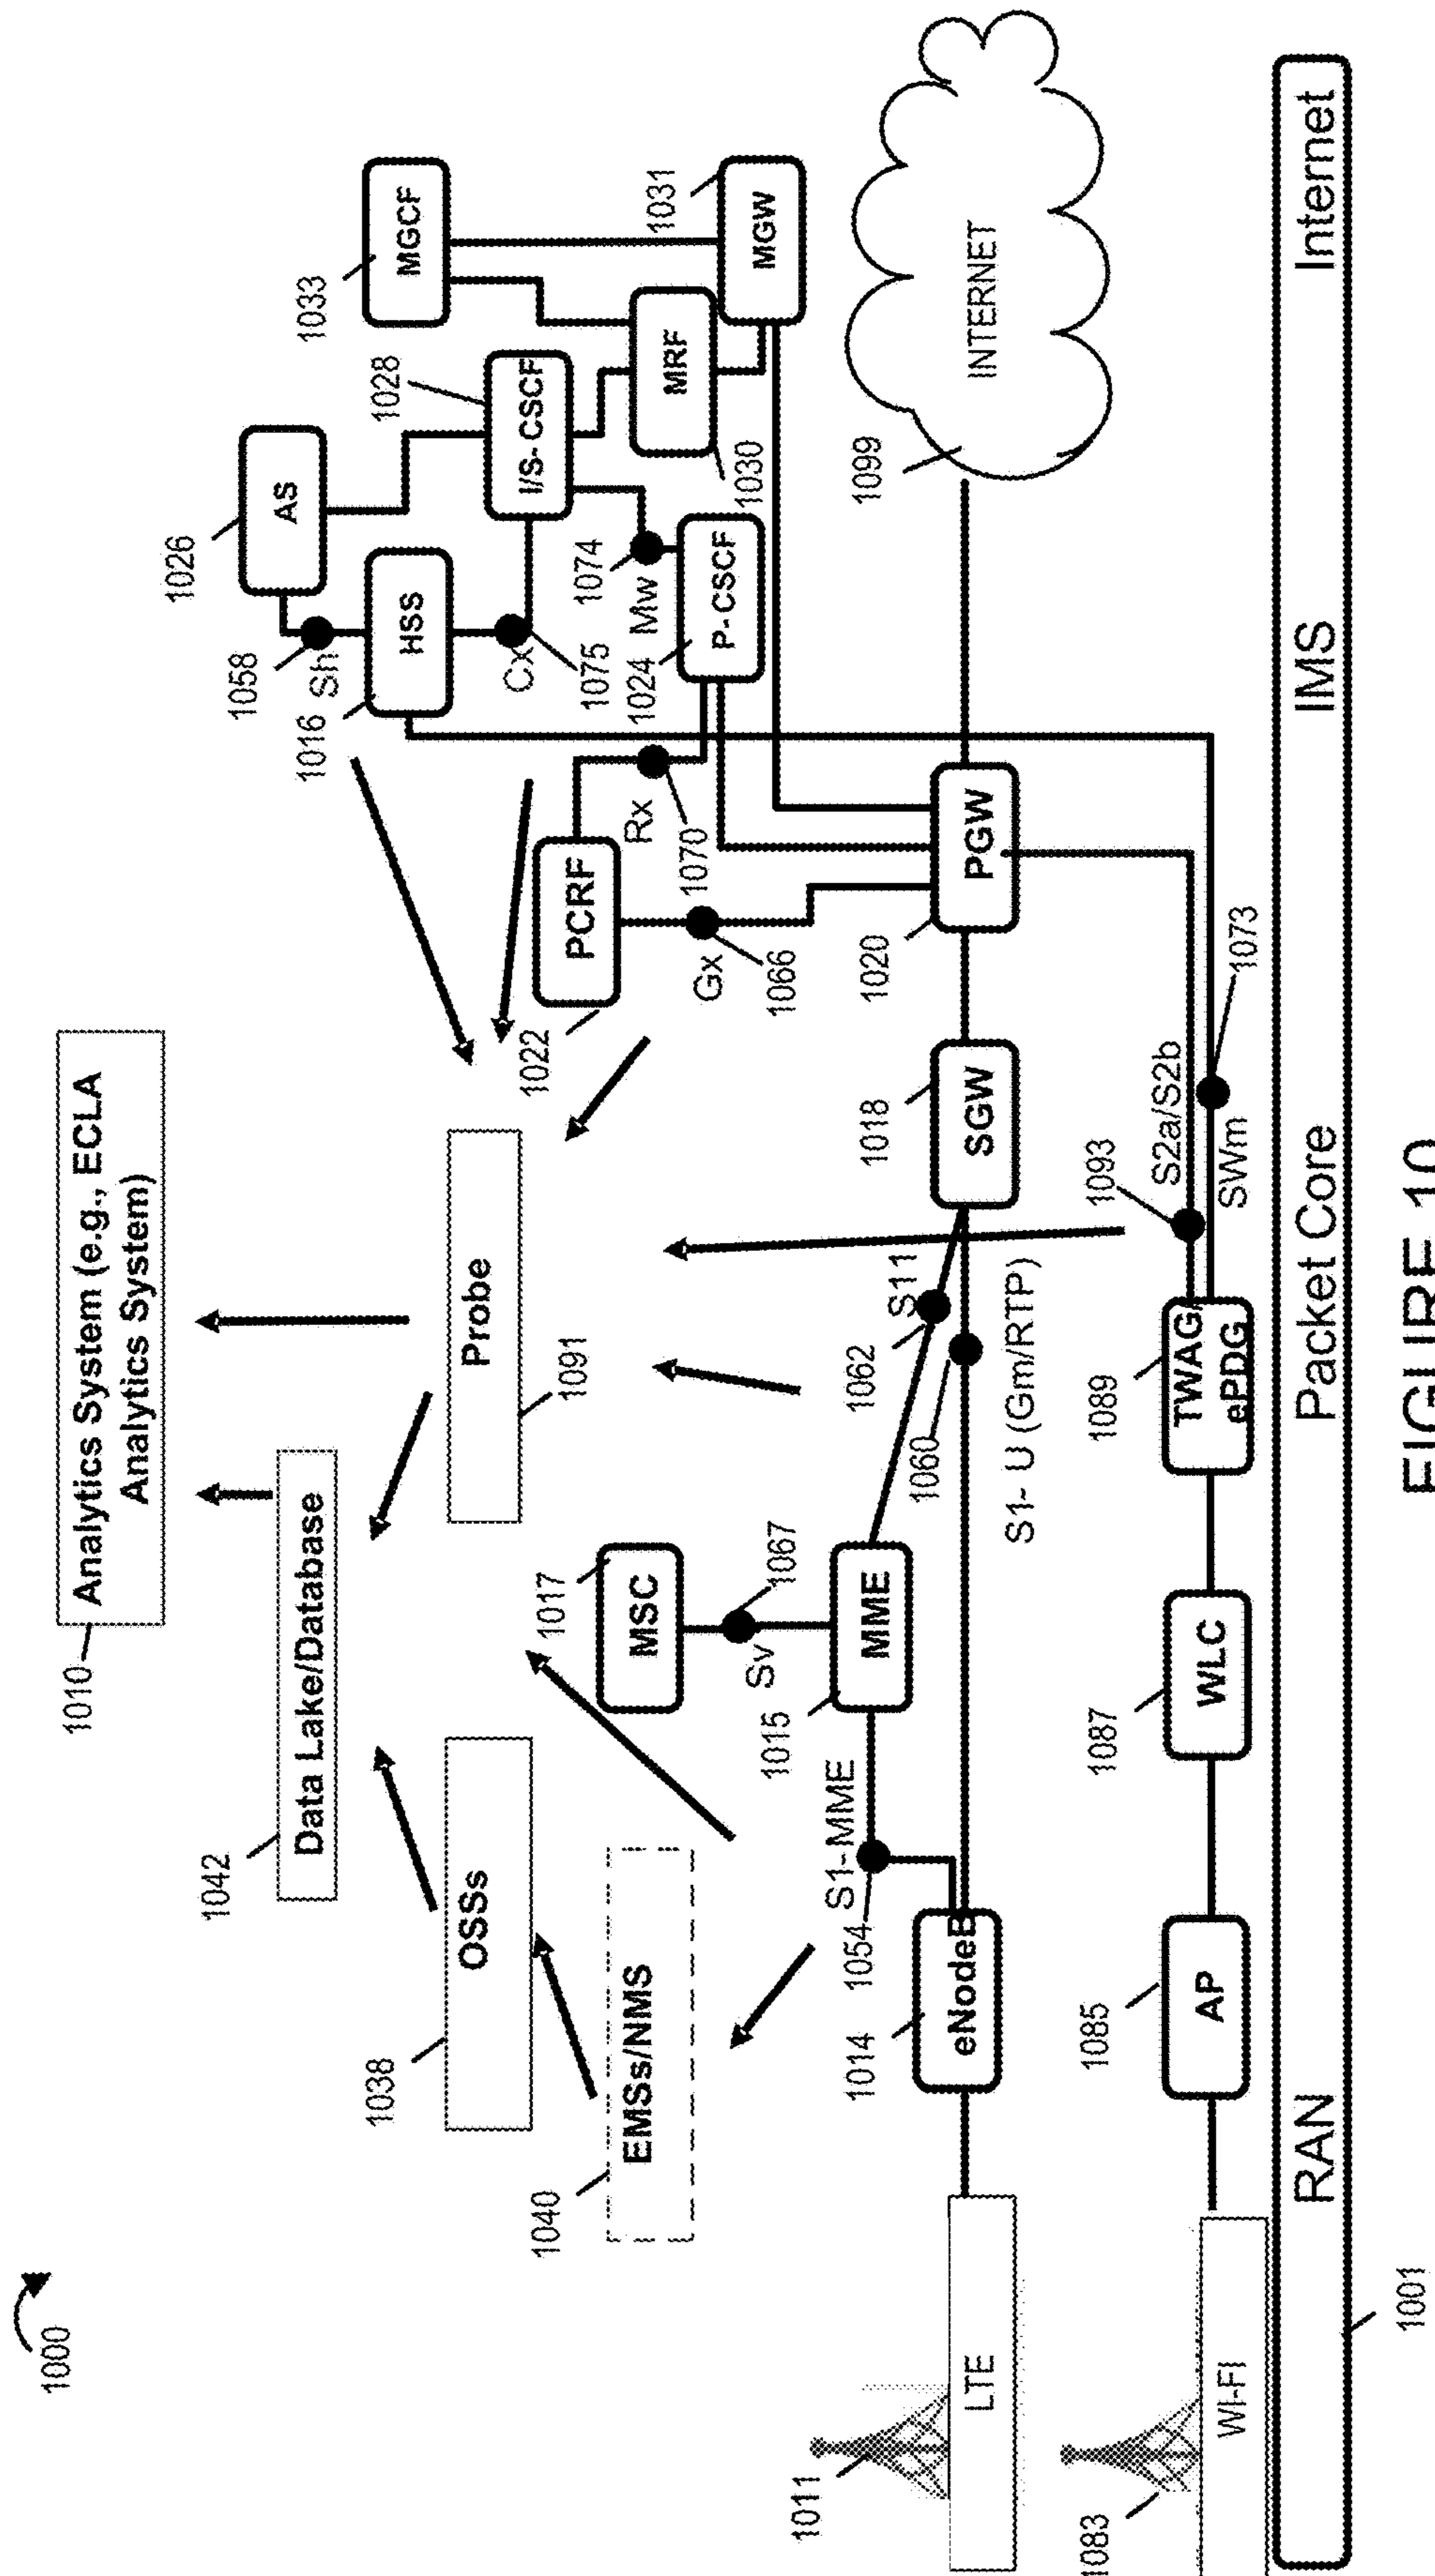 1000
1010
Analytics System (e.g., ECLA
Analytics System)
1042
Data Lake/Database
1038
OSSs
1091
Probe
1040
EMSs/NMS
1017
MSC
1067
Sv
1015
MME
1054
S1-MME
1062
S11
1060
S1-U (Gm/RTP)
1011
LTE
1014
eNodeB
1018
SGW
1020
PGW
1022
PCRF
1066
Gx
1070
Rx
1016
HSS
1058
Sh
1026
AS
1075
Cx
1074
Mw
1024
P-CSCF
1028
I/S-CSCF
1033
MGCF
1030
MRF
1031
MGW
1099
INTERNET
1083
WI-FI
1085
AP
1087
WLC
1089
TWAG/
ePDG
1093
S2a/S2b
SWm
1073
RAN
Packet Core
IMS
Internet
1001
FIGURE 10